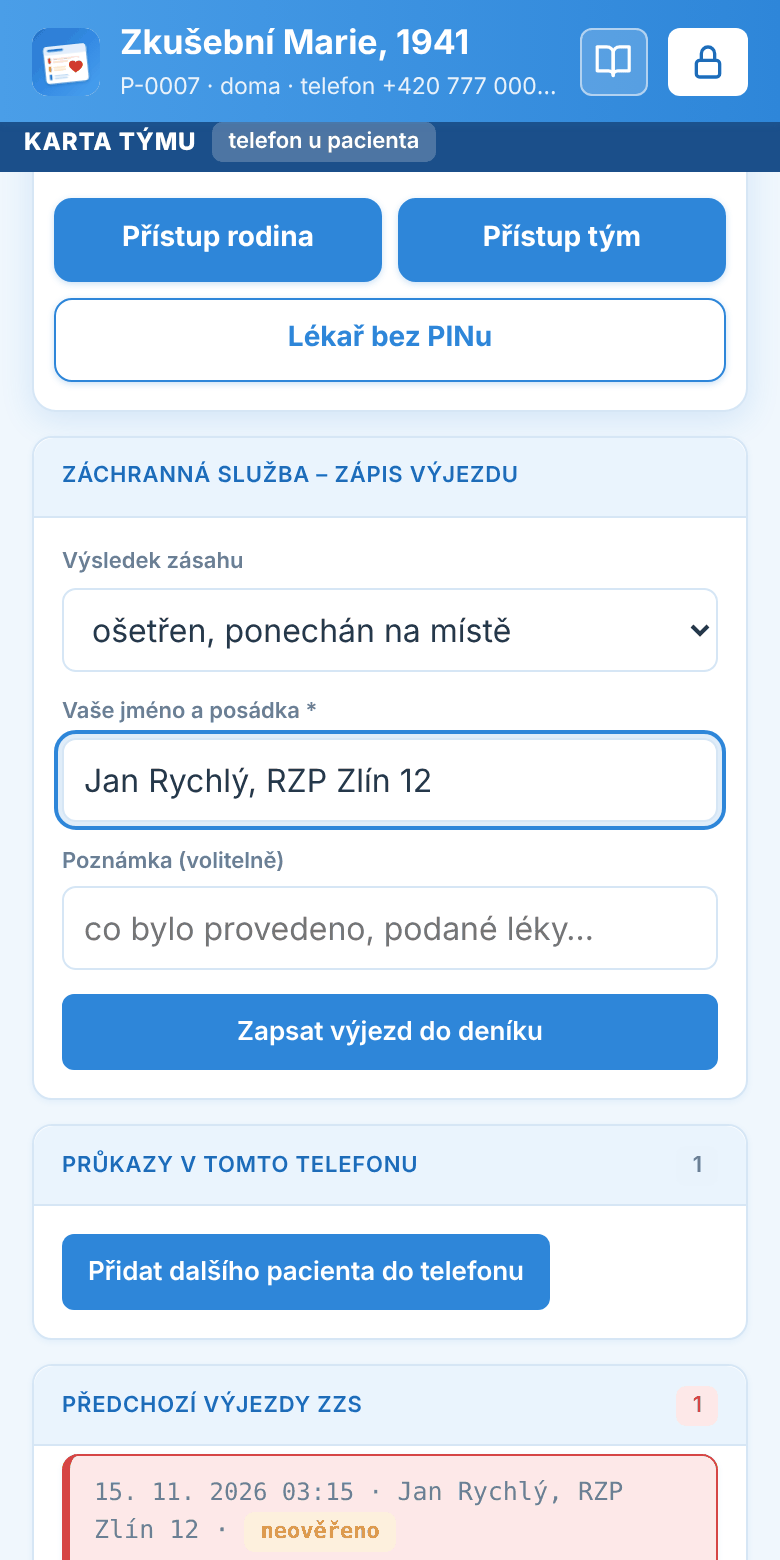 Zkušební Marie, 1941
P-0007 · doma · telefon +420 777 000…
KARTA TÝMU
telefon u pacienta
Přístup rodina
Přístup tým
Lékař bez PINu
ZÁCHRANNÁ SLUŽBA – ZÁPIS VÝJEZDU
Výsledek zásahu
ošetřen, ponechán na místě
Vaše jméno a posádka *
Jan Rychlý, RZP Zlín 12
Poznámka (volitelně)
co bylo provedeno, podané léky…
Zapsat výjezd do deníku
PRŮKAZY V TOMTO TELEFONU 1
Přidat dalšího pacienta do telefonu
PŘEDCHOZÍ VÝJEZDY ZZS 1
15. 11. 2026 03:15 · Jan Rychlý, RZP
Zlín 12 · neověřeno